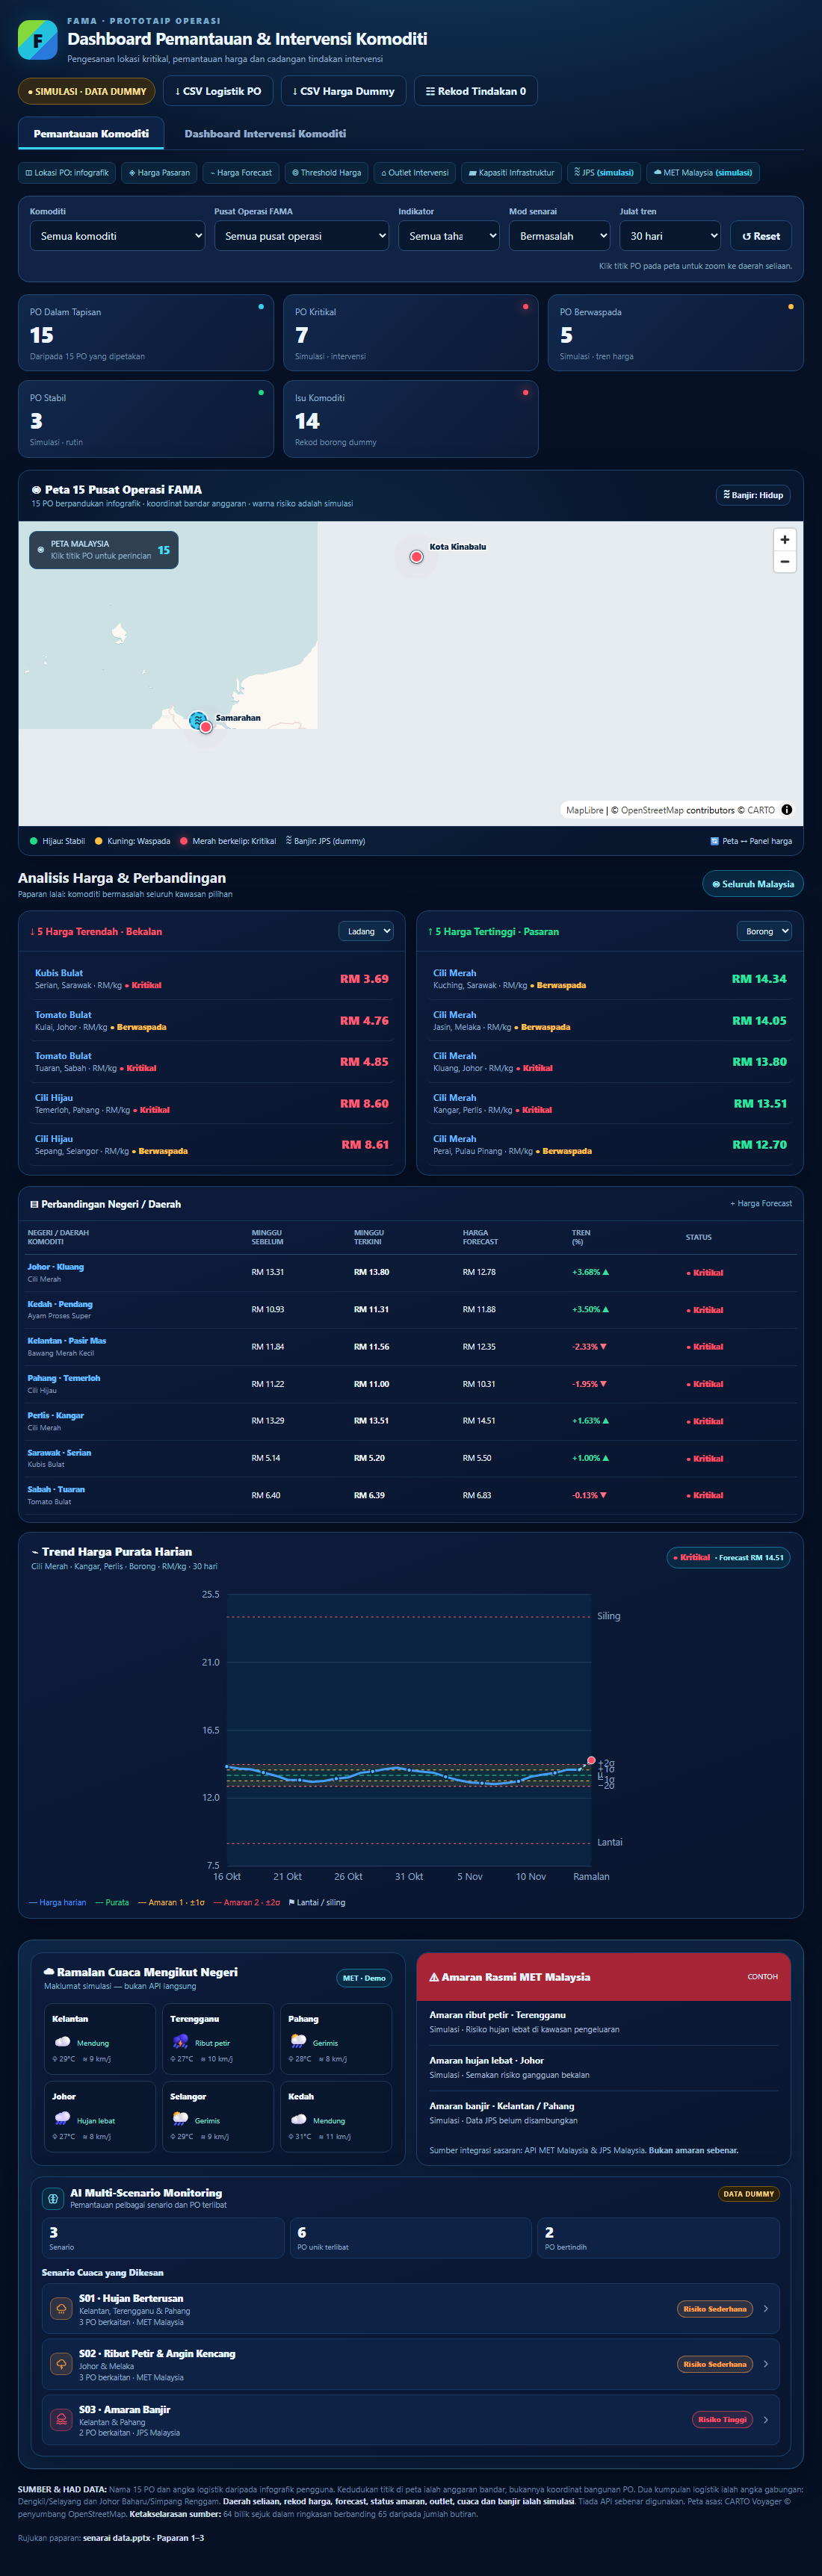 F
FAMA · PROTOTAIP OPERASI
Dashboard Pemantauan & Intervensi Komoditi
Pengesanan lokasi kritikal, pemantauan harga dan cadangan tindakan intervensi
● SIMULASI · DATA DUMMY
↓ CSV Logistik PO
↓ CSV Harga Dummy
☷ Rekod Tindakan 0
Pemantauan Komoditi
Dashboard Intervensi Komoditi
Lokasi PO: infografik
Harga Pasaran
~ Harga Forecast
Threshold Harga
Outlet Intervensi
Kapasiti Infrastruktur
JPS (simulasi)
MET Malaysia (simulasi)
Komoditi
Pusat Operasi FAMA
Indikator
Mod senarai
Julat tren
Semua komoditi
Semua pusat operasi
Semua taha
Bermasalah
30 hari
↺ Reset
Klik titik PO pada peta untuk zoom ke daerah seliaan.
PO Dalam Tapisan
15
Daripada 15 PO yang dipetakan
PO Kritikal
7
Simulasi · intervensi
PO Berwaspada
5
Simulasi · tren harga
PO Stabil
3
Simulasi · rutin
Isu Komoditi
14
Rekod borong dummy
Peta 15 Pusat Operasi FAMA
15 PO berpandukan infografik · koordinat bandar anggaran · warna risiko adalah simulasi
Banjir: Hidup
PETA MALAYSIA
Klik titik PO untuk perincian
15
Kota Kinabalu
+
−
Samarahan
MapLibre | © OpenStreetMap contributors © CARTO
Hijau: Stabil
Kuning: Waspada
Merah berkelip: Kritikal
Banjir: JPS (dummy)
Peta ↔ Panel harga
Analisis Harga & Perbandingan
Paparan lalai: komoditi bermasalah seluruh kawasan pilihan
Seluruh Malaysia
↓ 5 Harga Terendah · Bekalan
Ladang
Kubis Bulat
Serian, Sarawak · RM/kg ● Kritikal
RM 3.69
Tomato Bulat
Kulai, Johor · RM/kg ● Berwaspada
RM 4.76
Tomato Bulat
Tuaran, Sabah · RM/kg ● Kritikal
RM 4.85
Cili Hijau
Temerloh, Pahang · RM/kg ● Kritikal
RM 8.60
Cili Hijau
Sepang, Selangor · RM/kg ● Berwaspada
RM 8.61
↑ 5 Harga Tertinggi · Pasaran
Borong
Cili Merah
Kuching, Sarawak · RM/kg ● Berwaspada
RM 14.34
Cili Merah
Jasin, Melaka · RM/kg ● Berwaspada
RM 14.05
Cili Merah
Kluang, Johor · RM/kg ● Kritikal
RM 13.80
Cili Merah
Kangar, Perlis · RM/kg ● Kritikal
RM 13.51
Cili Merah
Perai, Pulau Pinang · RM/kg ● Berwaspada
RM 12.70
Perbandingan Negeri / Daerah
+ Harga Forecast
NEGERI / DAERAH KOMODITI
MINGGU SEBELUM
MINGGU TERKINI
HARGA FORECAST
TREN (%)
STATUS
Johor · Kluang
Cili Merah
RM 13.31 RM 13.80 RM 12.78 +3.68% ▲ ● Kritikal
Kedah · Pendang
Ayam Proses Super
RM 10.93 RM 11.31 RM 11.88 +3.50% ▲ ● Kritikal
Kelantan · Pasir Mas
Bawang Merah Kecil
RM 11.84 RM 11.56 RM 12.35 -2.33% ▼ ● Kritikal
Pahang · Temerloh
Cili Hijau
RM 11.22 RM 11.00 RM 10.31 -1.95% ▼ ● Kritikal
Perlis · Kangar
Cili Merah
RM 13.29 RM 13.51 RM 14.51 +1.63% ▲ ● Kritikal
Sarawak · Serian
Kubis Bulat
RM 5.14 RM 5.20 RM 5.50 +1.00% ▲ ● Kritikal
Sabah · Tuaran
Tomato Bulat
RM 6.40 RM 6.39 RM 6.83 -0.13% ▼ ● Kritikal
~ Trend Harga Purata Harian
Cili Merah · Kangar, Perlis · Borong · RM/kg · 30 hari
● Kritikal · Forecast RM 14.51
25.5
21.0
16.5
12.0
7.5
Siling
+2σ
+1σ
μ
−1σ
−2σ
Lantai
16 Okt
21 Okt
26 Okt
31 Okt
5 Nov
10 Nov
Ramalan
— Harga harian
Purata
Amaran 1 · ±1σ
Amaran 2 · ±2σ
Lantai / siling
Ramalan Cuaca Mengikut Negeri
Maklumat simulasi — bukan API langsung
MET · Demo
Kelantan
Mendung
29°C 9 km/j
Terengganu
Ribut petir
27°C 10 km/j
Pahang
Gerimis
28°C 8 km/j
Johor
Hujan lebat
27°C 8 km/j
Selangor
Gerimis
29°C 9 km/j
Kedah
Mendung
31°C 11 km/j
⚠ Amaran Rasmi MET Malaysia
CONTOH
Amaran ribut petir · Terengganu
Simulasi · Risiko hujan lebat di kawasan pengeluaran
Amaran hujan lebat · Johor
Simulasi · Semakan risiko gangguan bekalan
Amaran banjir · Kelantan / Pahang
Simulasi · Data JPS belum disambungkan
Sumber integrasi sasaran: API MET Malaysia & JPS Malaysia. Bukan amaran sebenar.
AI Multi-Scenario Monitoring
Pemantauan pelbagai senario dan PO terlibat
DATA DUMMY
3
Senario
6
PO unik terlibat
2
PO bertindih
Senario Cuaca yang Dikesan
S01 · Hujan Berterusan
Kelantan, Terengganu & Pahang
3 PO berkaitan · MET Malaysia
Risiko Sederhana
S02 · Ribut Petir & Angin Kencang
Johor & Melaka
3 PO berkaitan · MET Malaysia
Risiko Sederhana
S03 · Amaran Banjir
Kelantan & Pahang
2 PO berkaitan · JPS Malaysia
Risiko Tinggi
SUMBER & HAD DATA: Nama 15 PO dan angka logistik daripada infografik pengguna. Kedudukan titik di peta ialah anggaran bandar, bukannya koordinat bangunan PO. Dua kumpulan logistik ialah angka gabungan:
Dengkil/Selayang dan Johor Baharu/Simpang Renggam. Daerah seliaan, rekod harga, forecast, status amaran, outlet, cuaca dan banjir ialah simulasi. Tiada API sebenar digunakan. Peta asas: CARTO Voyager ©
penyumbang OpenStreetMap. Ketakselarasan sumber: 64 bilik sejuk dalam ringkasan berbanding 65 daripada jumlah butiran.
Rujukan paparan: senarai data.pptx · Paparan 1–3